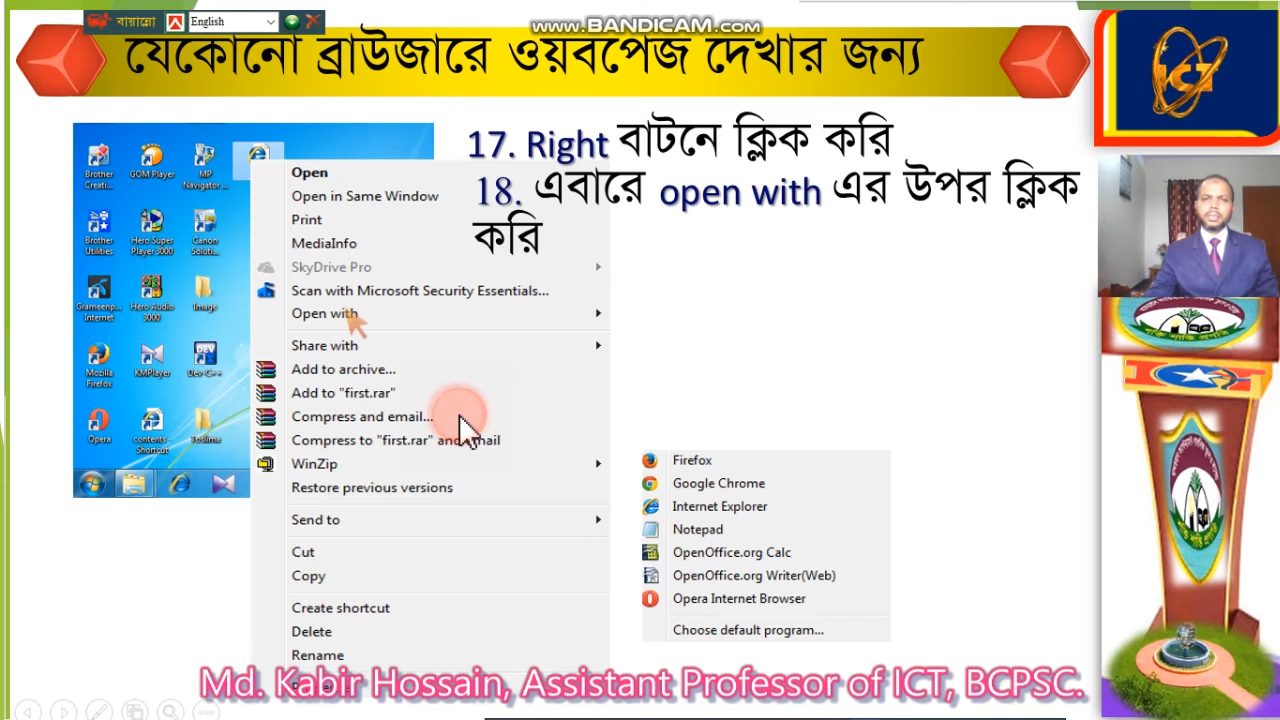 বায়ান্নো English
www.BANDICAM.com
যেকোনো ব্রাউজারে ওয়বপেজ দেখার জন্য
ICT
17. Right বাটনে ক্লিক করি
18. এবারে open with এর উপর ক্লিক
করি
Brother Creati...
GOM Player
MP Navigator ...
Brother Utilities
Hero Super Player 3000
Canon Soluti...
Grameenp... Internet
Hero Audio 3000
Image
Mozilla Firefox
KMPlayer
Dev-C++
Opera
contents - Shortcut
Toslima
Open
Open in Same Window
Print
MediaInfo
SkyDrive Pro
Scan with Microsoft Security Essentials...
Open with
Share with
Add to archive...
Add to "first.rar"
Compress and email...
Compress to "first.rar" and email
WinZip
Restore previous versions
Send to
Cut
Copy
Create shortcut
Delete
Rename
Firefox
Google Chrome
Internet Explorer
Notepad
OpenOffice.org Calc
OpenOffice.org Writer(Web)
Opera Internet Browser
Choose default program...
Md. Kabir Hossain, Assistant Professor of ICT, BCPSC.